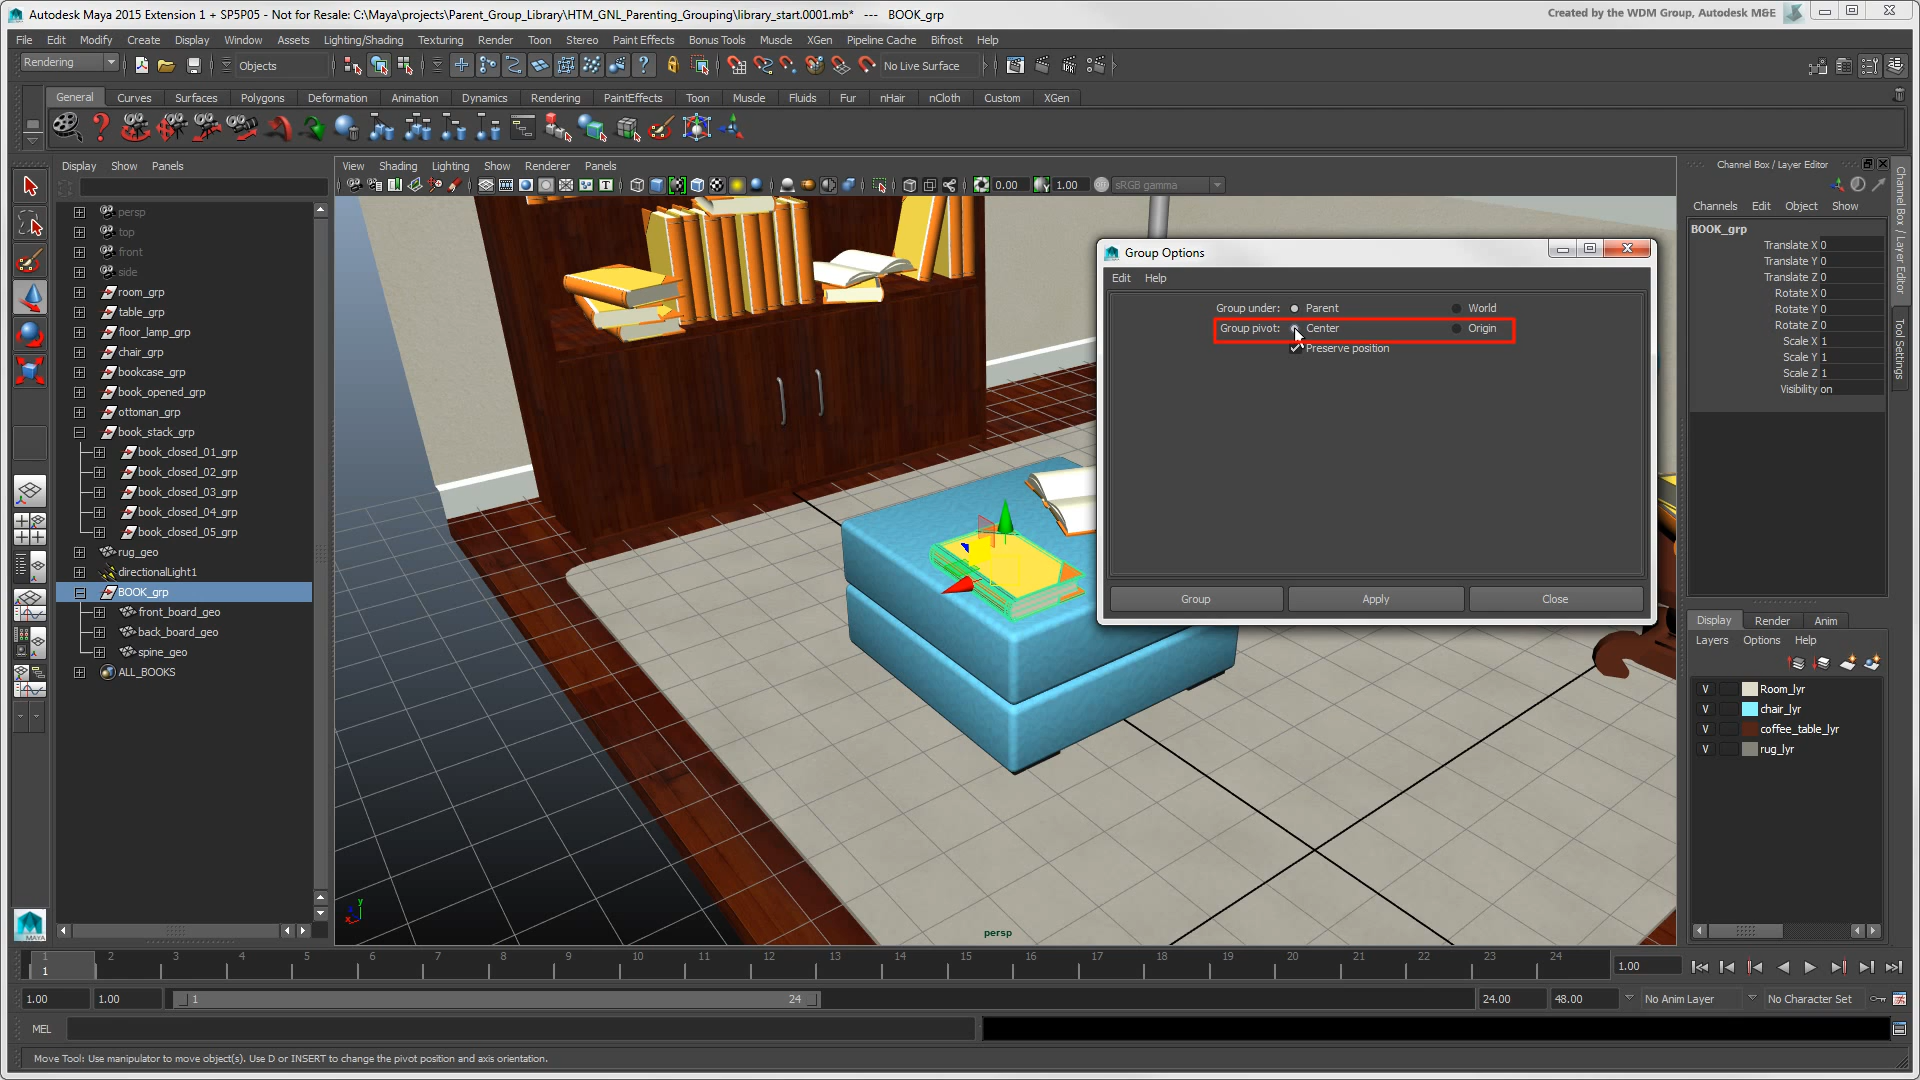 Autodesk Maya 2015 Extension 1 + SP5P05 - Not for Resale: C:\Maya\projects\Parent_Group_Library\HTM_GNL_Parenting_Grouping\library_start.0001.mb* --- BOOK_grp
Created by the WDM Group, Autodesk M&E
File Edit Modify Create Display Window Assets Lighting/Shading Texturing Render Toon Stereo Paint Effects Bonus Tools Muscle XGen Pipeline Cache Bifrost Help
Rendering Objects No Live Surface
General Curves Surfaces Polygons Deformation Animation Dynamics Rendering PaintEffects Toon Muscle Fluids Fur nHair nCloth Custom XGen
Display Show Panels
View Shading Lighting Show Renderer Panels
0.00 1.00 sRGB gamma
persp
top
front
side
room_grp
table_grp
floor_lamp_grp
chair_grp
bookcase_grp
book_opened_grp
ottoman_grp
book_stack_grp
book_closed_01_grp
book_closed_02_grp
book_closed_03_grp
book_closed_04_grp
book_closed_05_grp
rug_geo
directionalLight1
BOOK_grp
front_board_geo
back_board_geo
spine_geo
ALL_BOOKS
MAYA
y
x
persp
Group Options
Edit Help
Group under: Parent World
Group pivot: Center Origin
Preserve position
Group Apply Close
Channel Box / Layer Editor
Channels Edit Object Show
BOOK_grp
Translate X 0
Translate Y 0
Translate Z 0
Rotate X 0
Rotate Y 0
Rotate Z 0
Scale X 1
Scale Y 1
Scale Z 1
Visibility on
Channel Box / Layer Editor
Tool Settings
Display Render Anim
Layers Options Help
V Room_lyr
V chair_lyr
V coffee_table_lyr
V rug_lyr
1 2 3 4 5 6 7 8 9 10 11 12 13 14 15 16 17 18 19 20 21 22 23 24
1
1.00
1.00 1.00 1 24 24.00 48.00 No Anim Layer No Character Set
MEL
Move Tool: Use manipulator to move object(s). Use D or INSERT to change the pivot position and axis orientation.